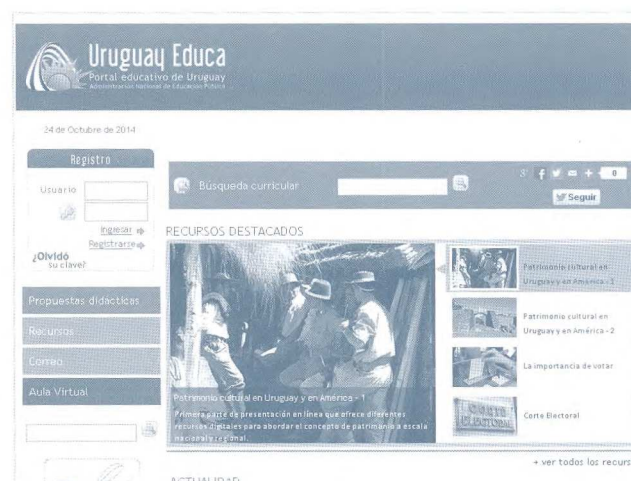 Uruguay Educa
Portal educativo de Uruguay
Administración Nacional de Educación Pública
24 de Octubre de 2014
Registro
Usuario
Ingresar
Registrarse
¿Olvidó
su clave?
Propuestas didácticas
Recursos
Correo
Aula Virtual
Búsqueda curricular
0
Seguir
RECURSOS DESTACADOS
Patrimonio cultural en Uruguay y en América - 1
Primera parte de presentación en línea que ofrece diferentes
recursos digitales para abordar el concepto de patrimonio a escala
nacional y regional.
Patrimonio cultural en
Uruguay y en América - 1
Patrimonio cultural en
Uruguay y en América - 2
La importancia de votar
CORTE
ELECTORAL
Corte Electoral
+ ver todos los recurs
ACTUALIDAD